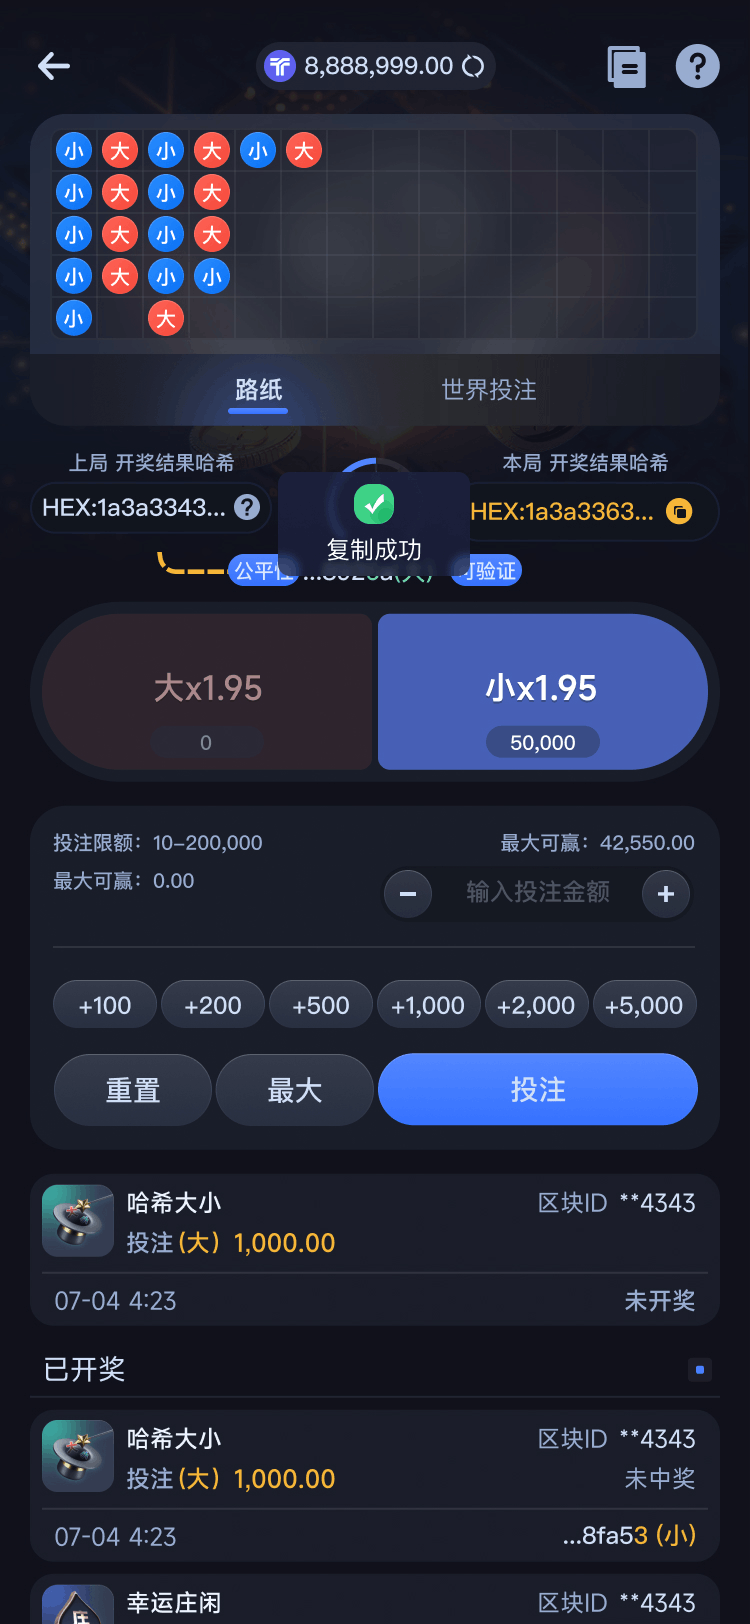 8,888,999.00
小 大 小 大 小 大
小 大 小 大
小 大 小 大
小 大 小 小
小 大
路纸 世界投注
上局 开奖结果哈希 本局 开奖结果哈希
HEX:1a3a3343... HEX:1a3a3363...
复制成功
可验证
大x1.95 小x1.95
0 50,000
投注限额：10–200,000 最大可赢：42,550.00
最大可赢：0.00
− 输入投注金额 +
+100 +200 +500 +1,000 +2,000 +5,000
重置 最大 投注
哈希大小 区块ID **4343
投注(大) 1,000.00
07-04 4:23 未开奖
已开奖
哈希大小 区块ID **4343
投注(大) 1,000.00 未中奖
07-04 4:23 ...8fa53 (小)
幸运庄闲 区块ID **4343